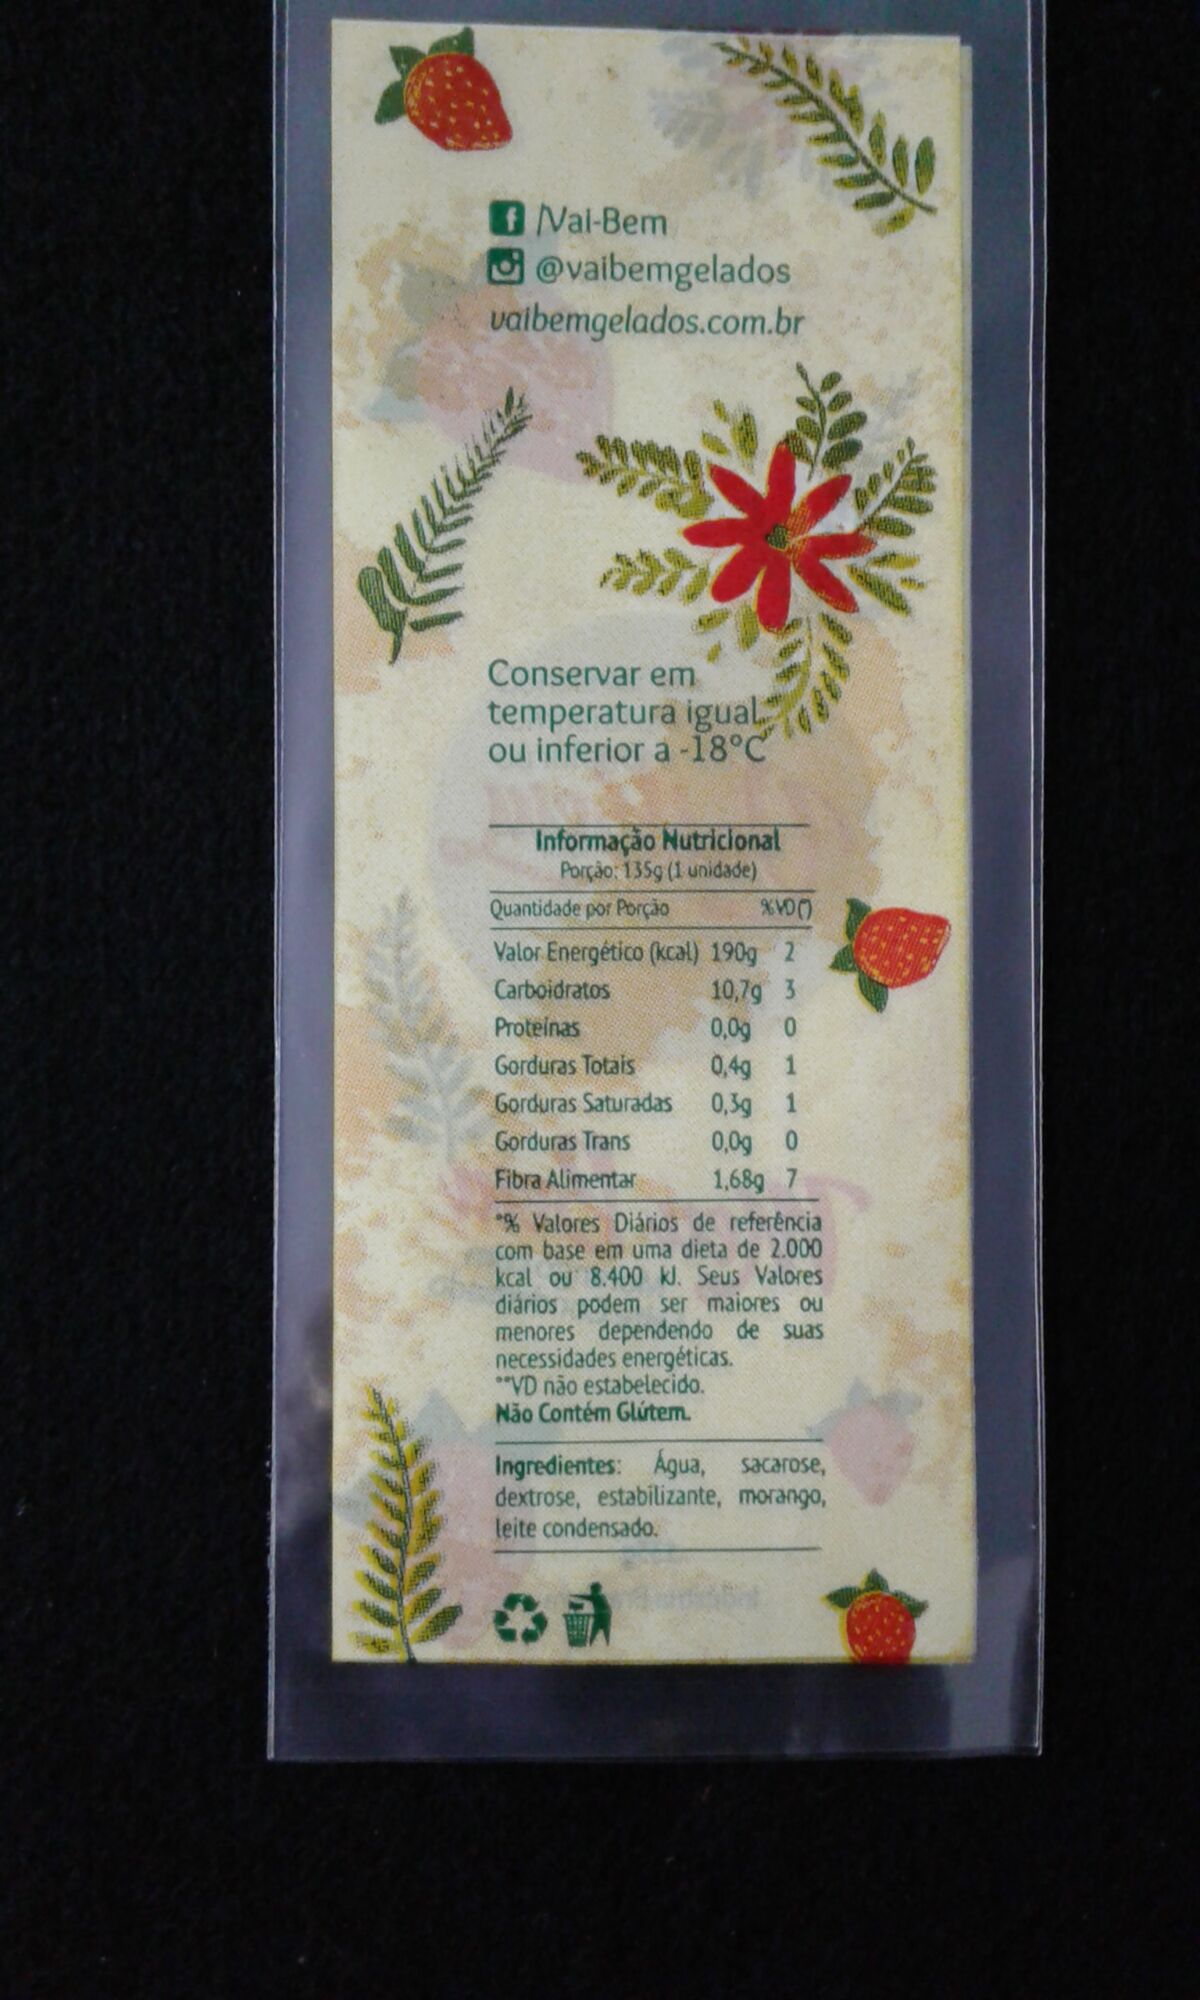 /Vai-Bem
@vaibemgelados
vaibemgelados.com.br
Conservar em
temperatura igual
ou inferior a -18°C
Informação Nutricional
Porção: 135g (1 unidade)
Quantidade por Porção %VD(*)
Valor Energético (kcal) 190g 2
Carboidratos 10,7g 3
Proteínas 0,0g 0
Gorduras Totais 0,4g 1
Gorduras Saturadas 0,3g 1
Gorduras Trans 0,0g 0
Fibra Alimentar 1,68g 7
*% Valores Diários de referência
com base em uma dieta de 2.000
kcal ou 8.400 kJ. Seus Valores
diários podem ser maiores ou
menores dependendo de suas
necessidades energéticas.
**VD não estabelecido.
Não Contém Glútem.
Ingredientes: Água, sacarose,
dextrose, estabilizante, morango,
leite condensado.